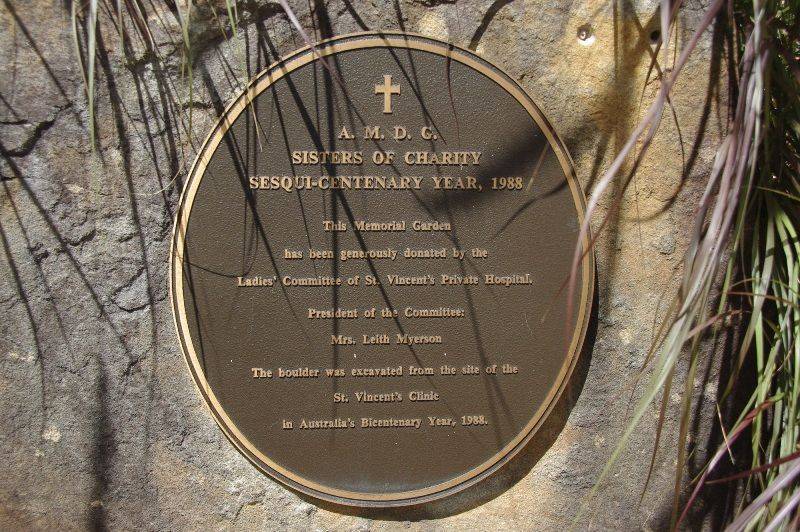 A. M. D. G.
SISTERS OF CHARITY
SESQUI-CENTENARY YEAR, 1988
This Memorial Garden
has been generously donated by the
Ladies' Committee of St. Vincent's Private Hospital.
President of the Committee:
Mrs. Leith Myerson
The boulder was excavated from the site of the
St. Vincent's Clinic
in Australia's Bicentenary Year, 1988.